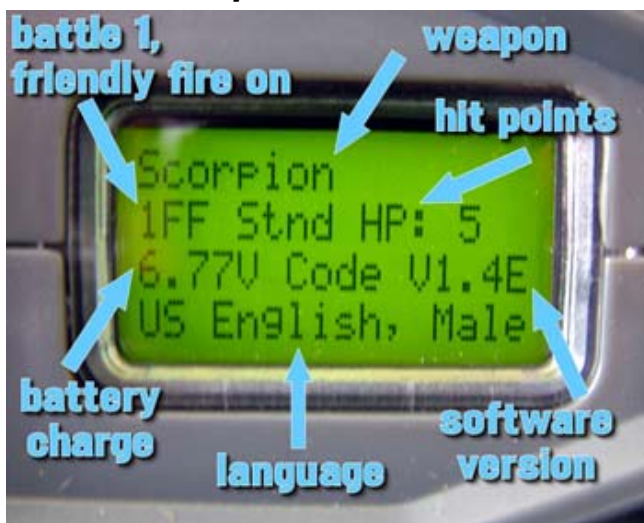 battle 1,
friendly fire on
weapon
hit points
Scorpion
1FF Stnd HP: 5
6.77V Code V1.4E
US English, Male
battery
charge
language
software
version